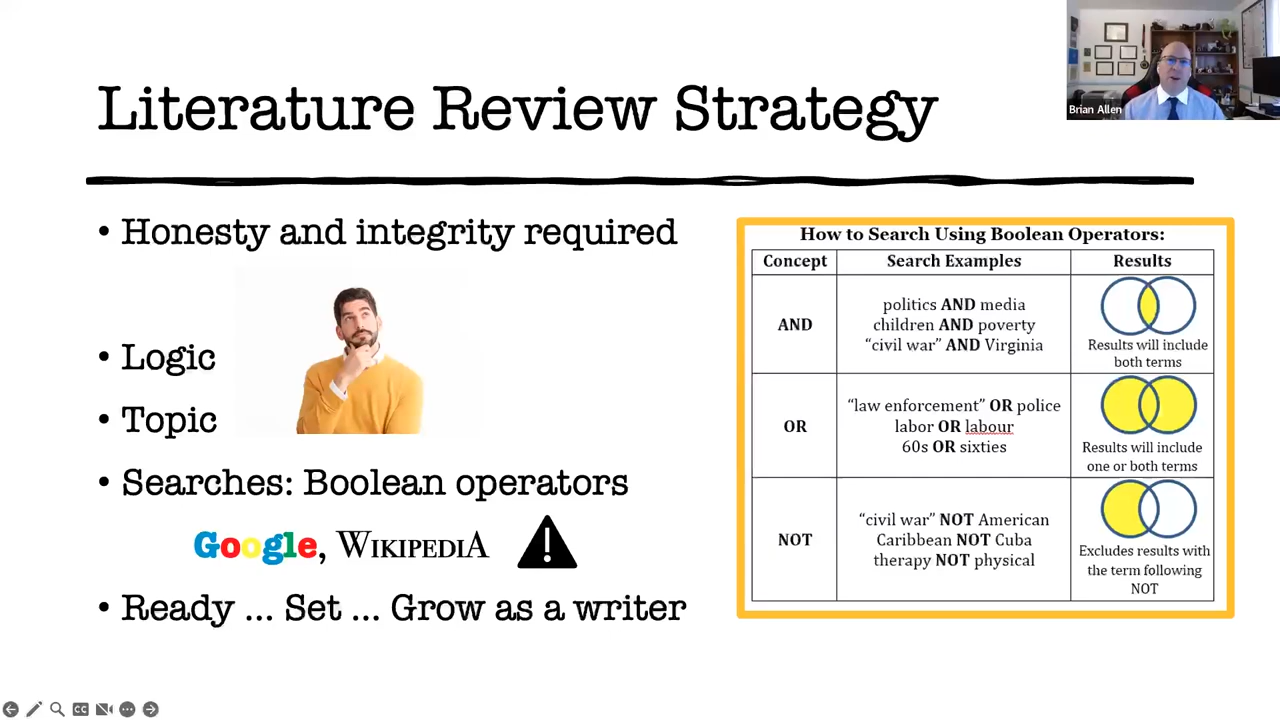 Literature Review Strategy
Brian Allen
• Honesty and integrity required
• Logic
• Topic
• Searches: Boolean operators
Google, WIKIPEDIA
• Ready ... Set ... Grow as a writer
How to Search Using Boolean Operators:
Concept Search Examples Results
AND
politics AND media
children AND poverty
“civil war” AND Virginia
Results will include
both terms
OR
“law enforcement” OR police
labor OR labour
60s OR sixties
Results will include
one or both terms
NOT
“civil war” NOT American
Caribbean NOT Cuba
therapy NOT physical
Excludes results with
the term following
NOT
CC